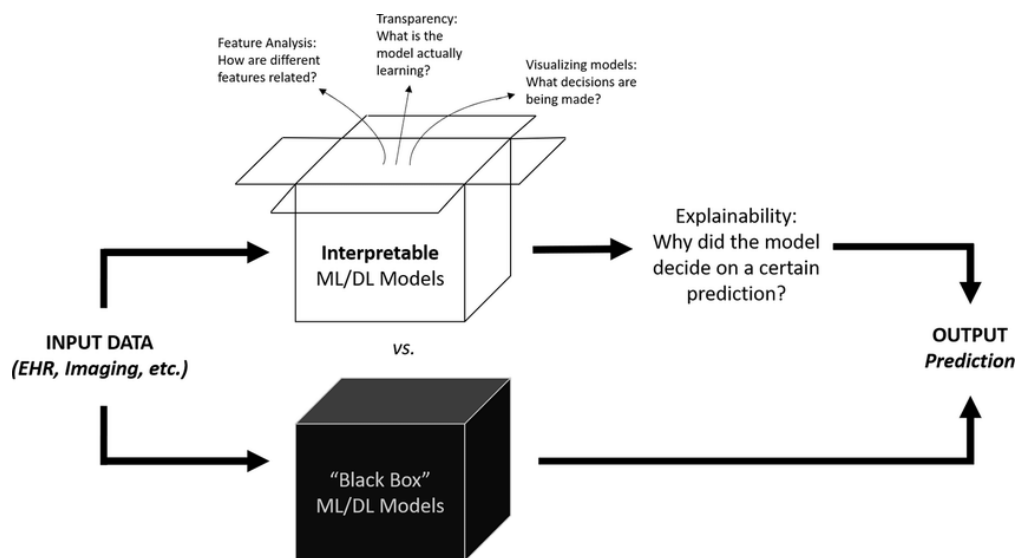 Feature Analysis:
How are different
features related?
Transparency:
What is the
model actually
learning?
Visualizing models:
What decisions are
being made?
Interpretable
ML/DL Models
Explainability:
Why did the model
decide on a certain
prediction?
INPUT DATA
(EHR, Imaging, etc.)
vs.
OUTPUT
Prediction
“Black Box”
ML/DL Models